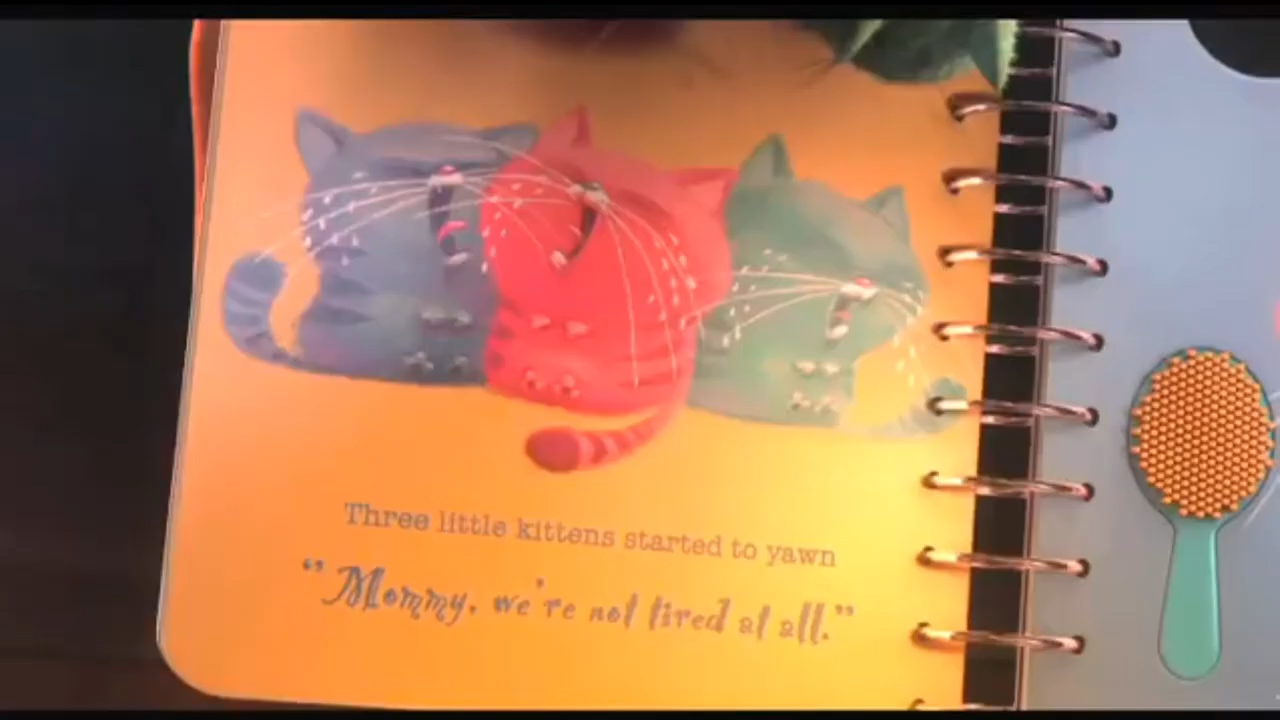 Three little kittens started to yawn
“Mommy, we're not tired at all.”